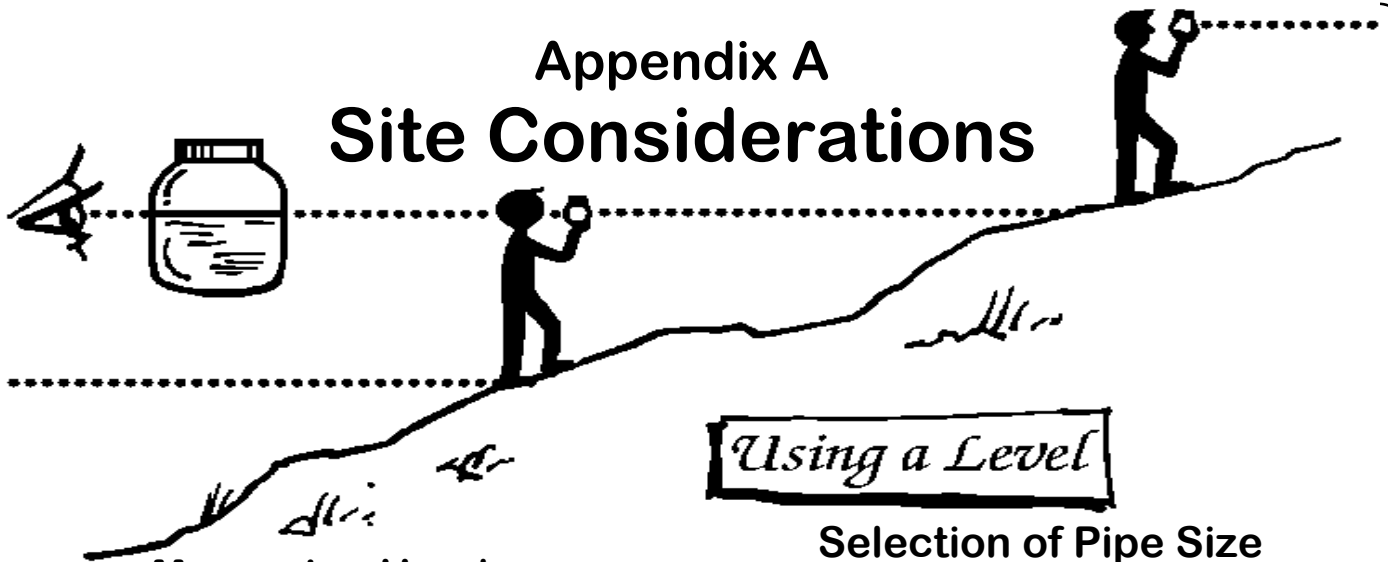 Appendix A
Site Considerations
Using a Level
Selection of Pipe Size